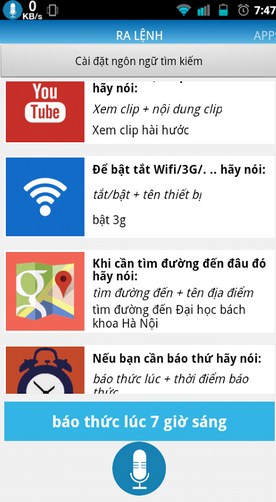 0
KB/s
7:47
RA LỆNH
APPS
Cài đặt ngôn ngữ tìm kiếm
You
Tube
hãy nói:
Xem clip + nội dung clip
Xem clip hài hước
Để bật tắt Wifi/3G/. .. hãy nói:
tắt/bật + tên thiết bị
bật 3g
Khi cần tìm đường đến đâu đó
hãy nói:
tìm đường đến + tên địa điểm
tìm đường đến Đại học bách
khoa Hà Nội
Nếu bạn cần báo thứ hãy nói:
báo thức lúc + thời điểm báo
thức
báo thức lúc 7 giờ sáng